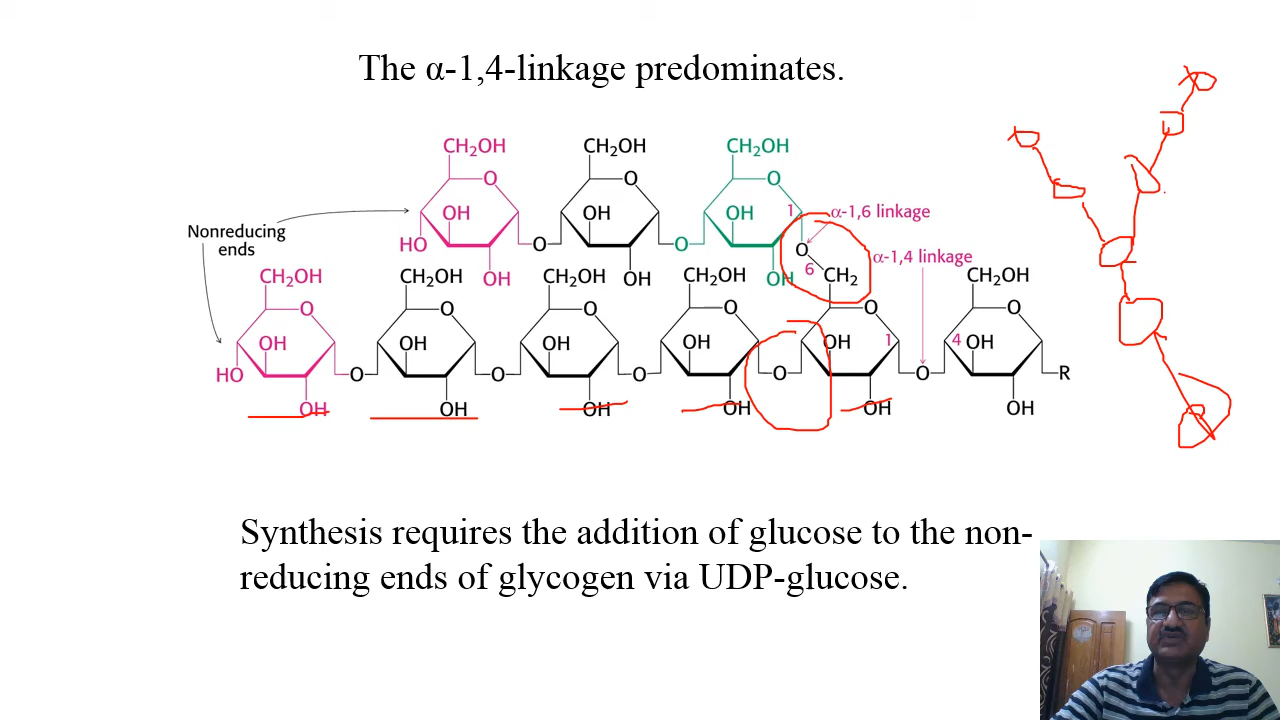 The α-1,4-linkage predominates.
CH₂OH CH₂OH CH₂OH
O O O
OH OH OH 1 α-1,6 linkage
Nonreducing
ends
HO O O O
OH OH OH 6 CH₂ α-1,4 linkage
CH₂OH CH₂OH CH₂OH CH₂OH CH₂OH
O O O O O O
OH OH OH OH OH 1 4 OH
HO O O O O O R
OH OH OH OH OH OH
Synthesis requires the addition of glucose to the non-
reducing ends of glycogen via UDP-glucose.